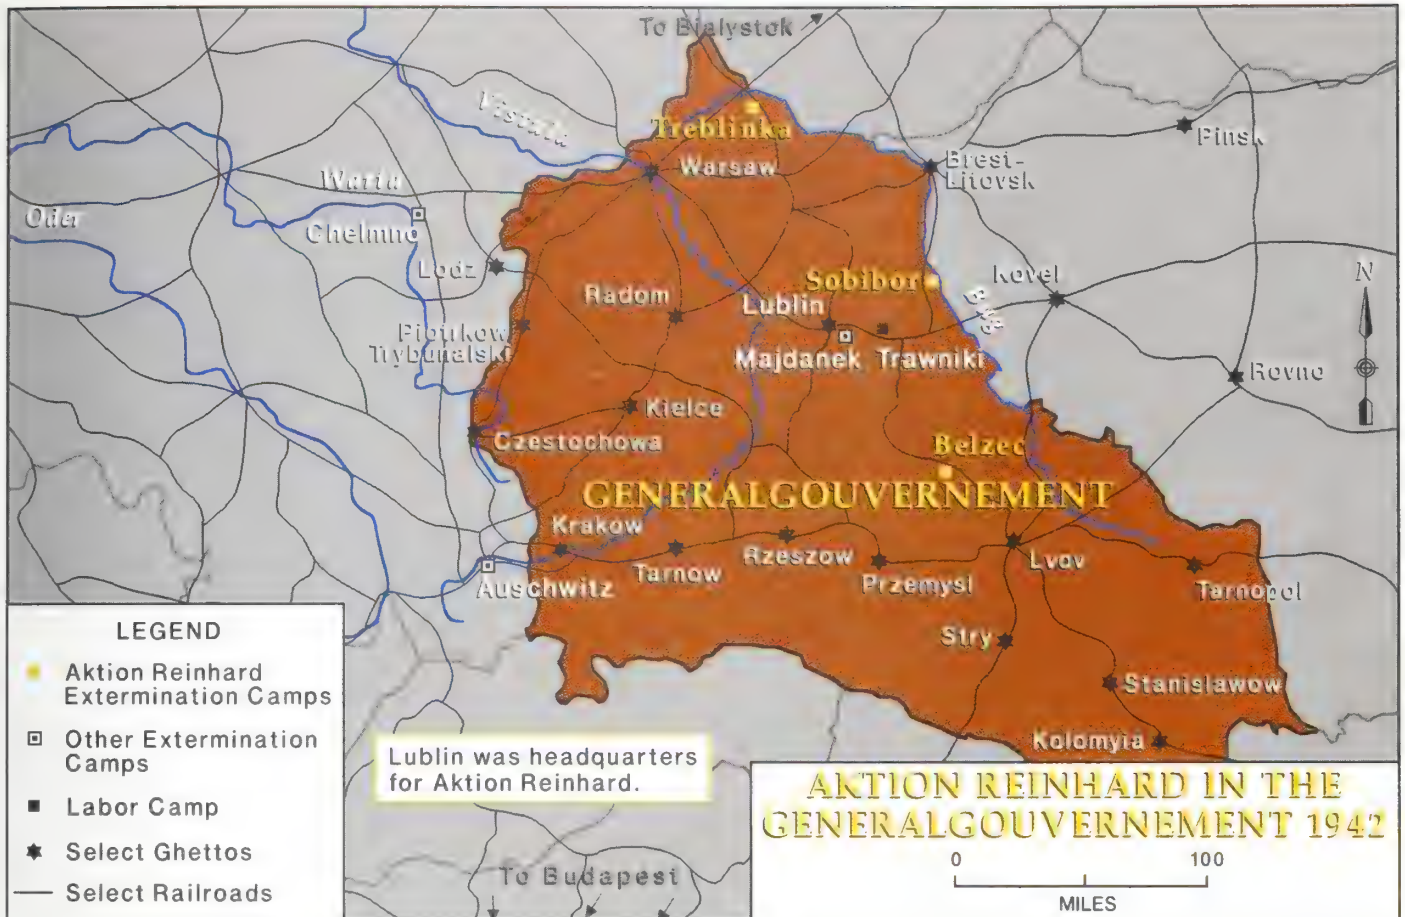 To Bialystok
Vistula
Treblinka
Pinsk
Warsaw
Brest-
Litovsk
Warta
Oder
Chelmno
Lodz
Sobibor
Kovel
N
Radom
Lublin
Bug
Piotrkow
Trybunalski
Majdanek
Trawniki
Rovno
Kielce
Czestochowa
Belzec
GENERALGOUVERNEMENT
Krakow
Rzeszow
Lvov
Auschwitz
Tarnow
Przemysl
Tarnopol
Stry
Stanislawow
Kolomyia
LEGEND
Aktion Reinhard
Extermination Camps
Other Extermination
Camps
Labor Camp
Select Ghettos
Select Railroads
Lublin was headquarters
for Aktion Reinhard.
To Budapest
AKTION REINHARD IN THE
GENERALGOUVERNEMENT 1942
0 100
MILES